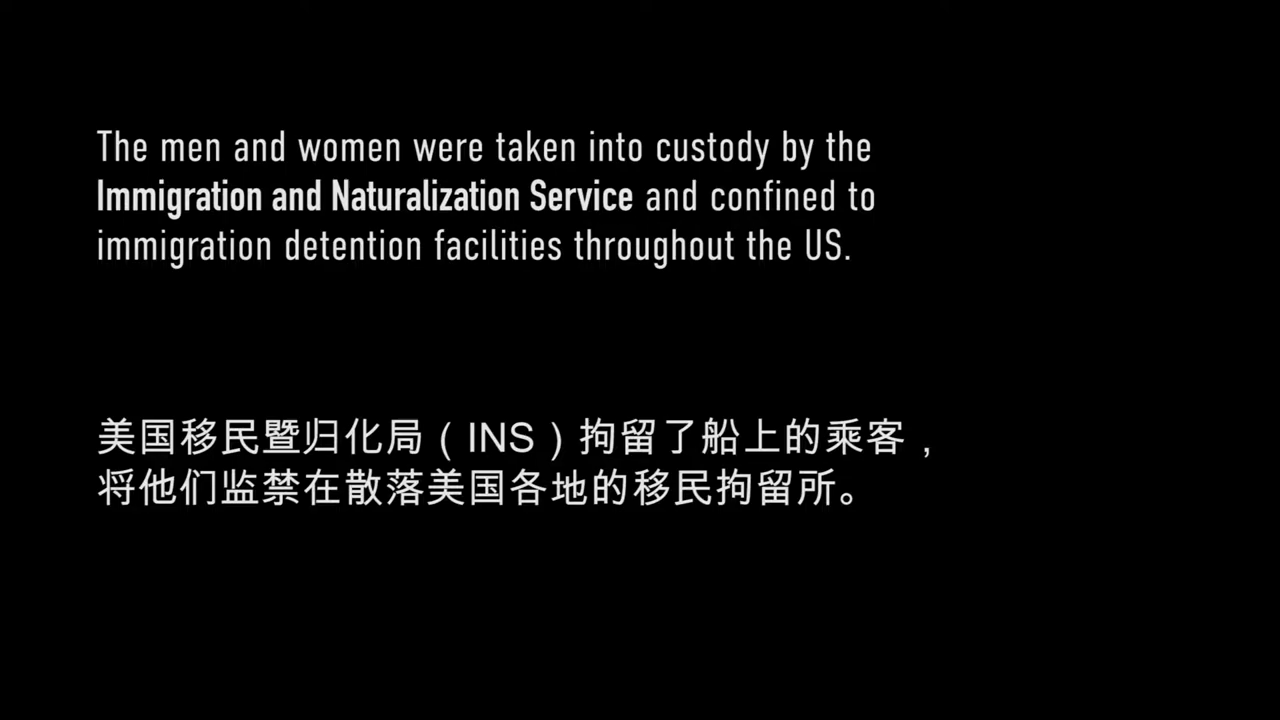 The men and women were taken into custody by the
Immigration and Naturalization Service and confined to
immigration detention facilities throughout the US.
美国移民暨归化局（INS）拘留了船上的乘客，
将他们监禁在散落美国各地的移民拘留所。